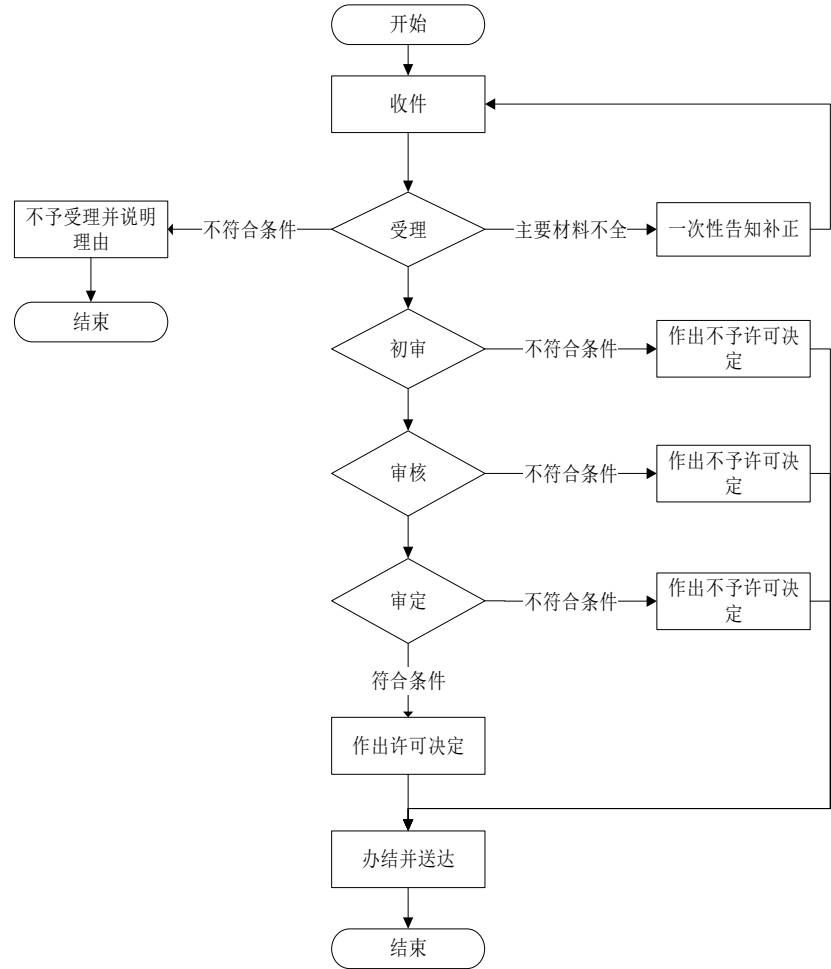 开始
收件
不予受理并说明
理由
不符合条件
受理
主要材料不全
一次性告知补正
结束
初审
不符合条件
作出不予许可决
定
审核
不符合条件
作出不予许可决
定
审定
不符合条件
作出不予许可决
定
符合条件
作出许可决定
办结并送达
结束